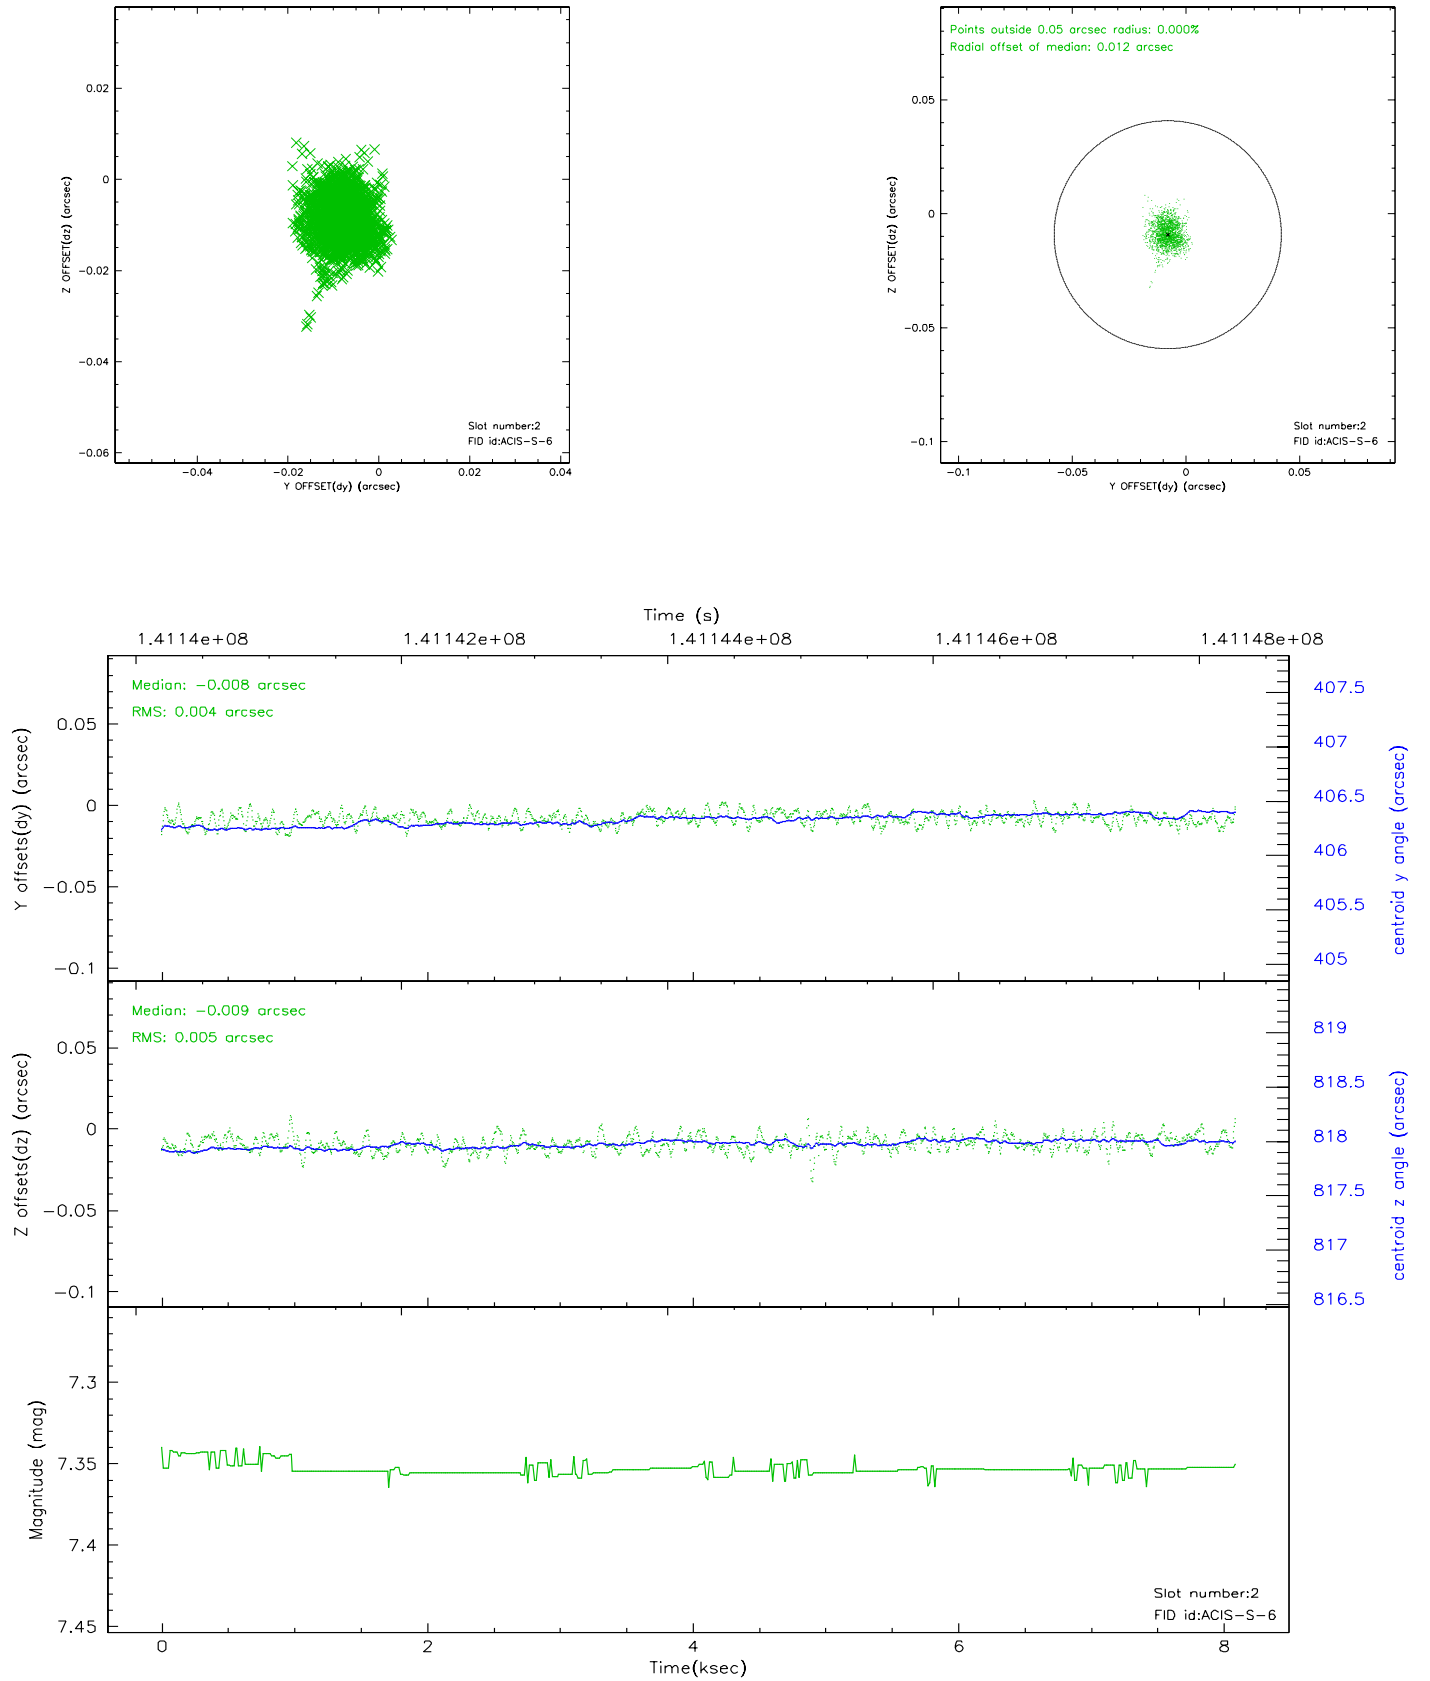 0.02
0
−0.02
−0.04
−0.06
Z OFFSET(dz) (arcsec)
Slot number:2
FID id:ACIS−S−6
−0.04
−0.02
0
0.02
0.04
Y OFFSET(dy) (arcsec)
Points outside 0.05 arcsec radius: 0.000%
Radial offset of median: 0.012 arcsec
0.05
0
−0.05
−0.1
Z OFFSET(dz) (arcsec)
Slot number:2
FID id:ACIS−S−6
−0.1
−0.05
0
0.05
Y OFFSET(dy) (arcsec)
Time (s)
1.41114e+08
1.41142e+08
1.41144e+08
1.41146e+08
1.41148e+08
Median: −0.008 arcsec
RMS: 0.004 arcsec
0.05
0
−0.05
−0.1
Y offsets(dy) (arcsec)
407.5
407
406.5
406
405.5
405
centroid y angle (arcsec)
Median: −0.009 arcsec
RMS: 0.005 arcsec
0.05
0
−0.05
−0.1
Z offsets(dz) (arcsec)
819
818.5
818
817.5
817
816.5
centroid z angle (arcsec)
7.3
7.35
7.4
7.45
Magnitude (mag)
Slot number:2
FID id:ACIS−S−6
0
2
4
6
8
Time(ksec)